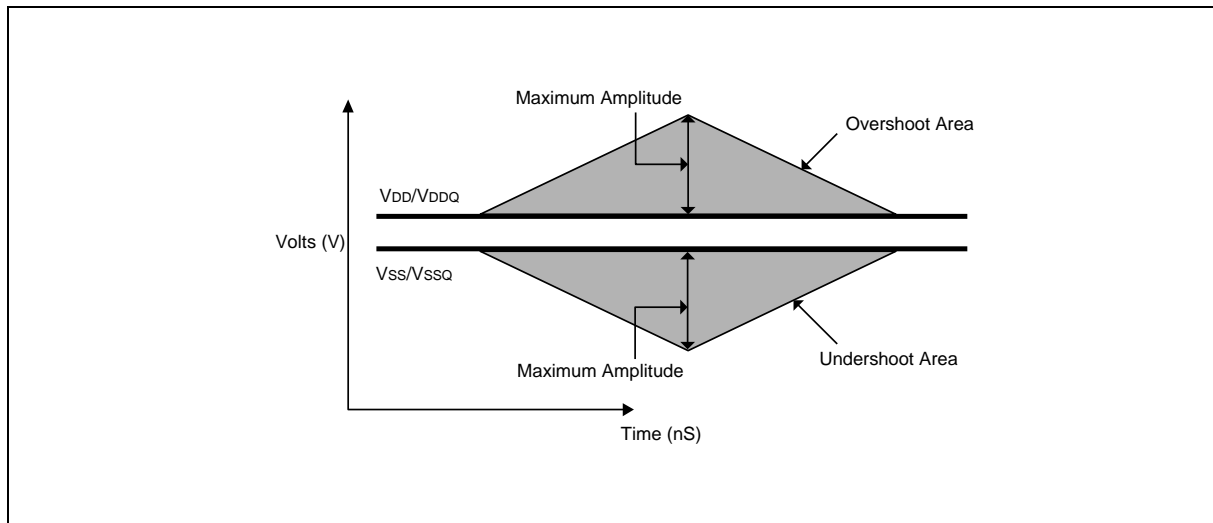 Maximum Amplitude
Overshoot Area
VDD/VDDQ
Volts (V)
VSS/VSSQ
Undershoot Area
Maximum Amplitude
Time (nS)